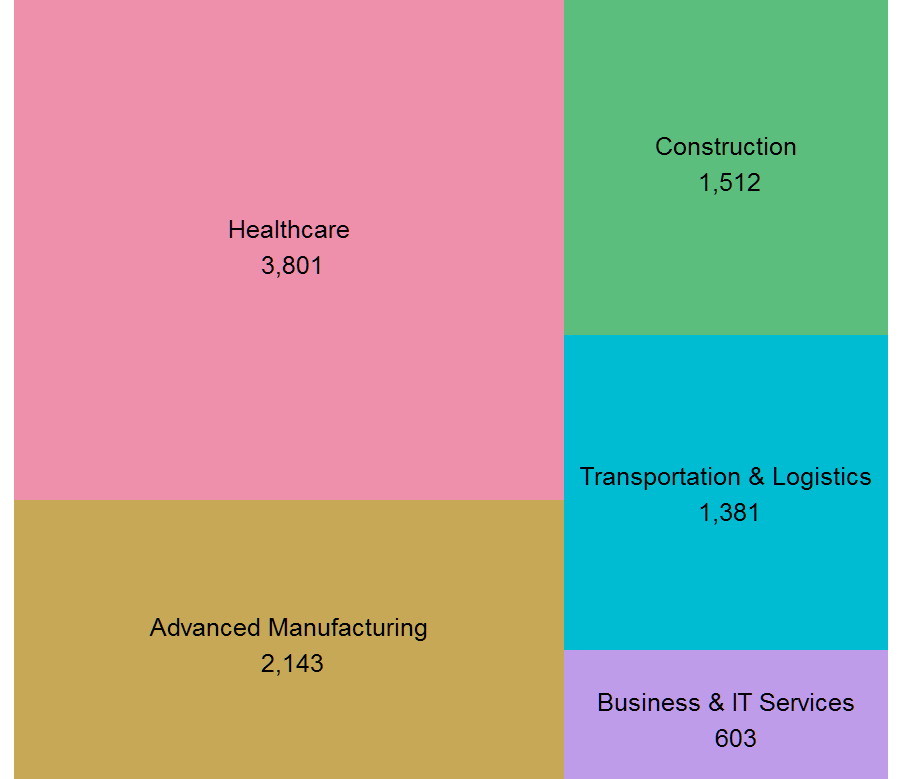 Healthcare
3,801
Advanced Manufacturing
2,143
Construction
1,512
Transportation & Logistics
1,381
Business & IT Services
603